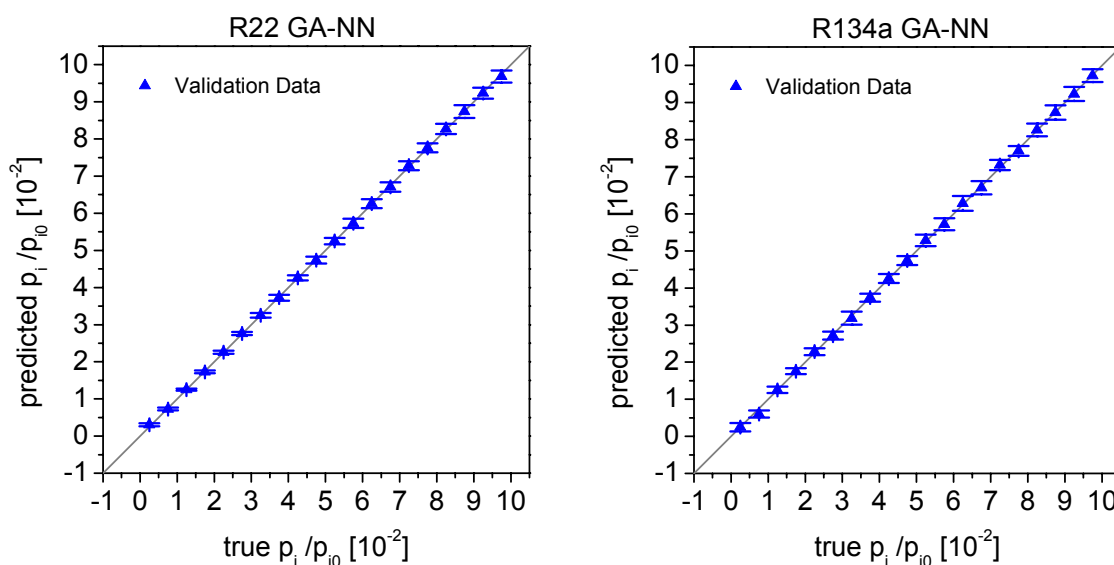 R22 GA-NN
Validation Data
predicted p_i /p_i0 [10^-2]
10
9
8
7
6
5
4
3
2
1
0
-1
-1 0 1 2 3 4 5 6 7 8 9 10
true p_i /p_i0 [10^-2]
R134a GA-NN
Validation Data
predicted p_i /p_i0 [10^-2]
10
9
8
7
6
5
4
3
2
1
0
-1
-1 0 1 2 3 4 5 6 7 8 9 10
true p_i /p_i0 [10^-2]